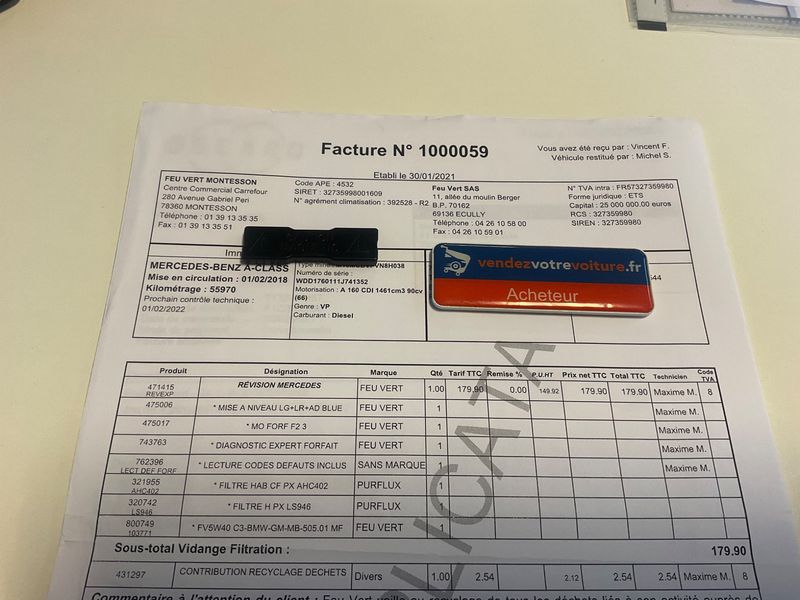 Facture N° 1000059
Vous avez été reçu par : Vincent F.
Véhicule restitué par : Michel S.
Etabli le 30/01/2021
FEU VERT MONTESSON
Centre Commercial Carrefour
280 Avenue Gabriel Peri
78360 MONTESSON
Téléphone : 01 39 13 35 35
Fax : 01 39 13 35 51
Code APE : 4532
SIRET : 32735998001609
N° agrément climatisation : 392528 - R2
Feu Vert SAS
11, allée du moulin Berger
B.P. 70162
69136 ECULLY
Téléphone : 04 26 10 58 00
Fax : 04 26 10 59 01
N° TVA intra : FR57327359980
Forme juridique : ETS
Capital : 25 000 000.00 euros
RCS : 327359980
SIREN : 327359980
MERCEDES-BENZ A-CLASS
Mise en circulation : 01/02/2018
Kilométrage : 55970
Prochain contrôle technique :
01/02/2022
Numéro de série :
WDD1760111J741352
Motorisation : A 160 CDI 1461cm3 90cv
(66)
Genre : VP
Carburant : Diesel
vendezvotrevoiture.fr
Acheteur
Produit Désignation Marque Qté Tarif TTC Remise % P.U.HT Prix net TTC Total TTC Technicien Code TVA
471415 REVEXP RÉVISION MERCEDES FEU VERT 1.00 179.90 0.00 149.92 179.90 179.90 Maxime M. 8
475006 * MISE A NIVEAU LG+LR+AD BLUE FEU VERT 1 Maxime M.
475017 * MO FORF F2 3 FEU VERT 1 Maxime M.
743763 * DIAGNOSTIC EXPERT FORFAIT FEU VERT 1 Maxime M.
762396 LECT DEF FORF * LECTURE CODES DEFAUTS INCLUS SANS MARQUE 1 Maxime M.
321955 AHC402 * FILTRE HAB CF PX AHC402 PURFLUX 1
320742 LS946 * FILTRE H PX LS946 PURFLUX 1
800749 103771 * FV5W40 C3-BMW-GM-MB-505.01 MF FEU VERT 1
Sous-total Vidange Filtration : 179.90
431297 CONTRIBUTION RECYCLAGE DECHETS Divers 1.00 2.54 2.12 2.54 2.54 Maxime M. 8
DUPLICATA